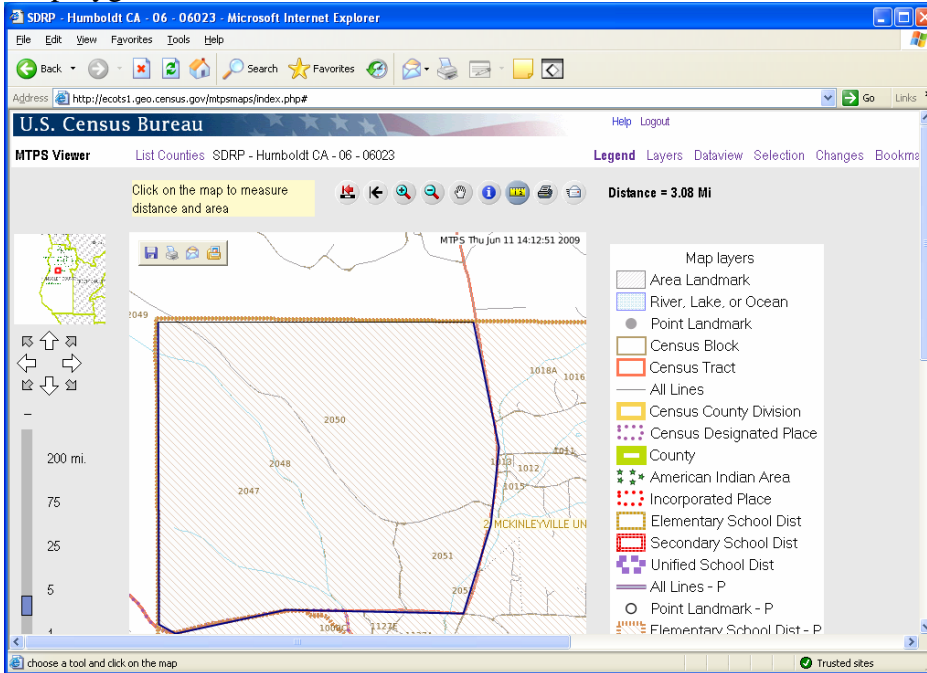 SDRP - Humboldt CA - 06 - 06023 - Microsoft Internet Explorer
File Edit View Favorites Tools Help
Back Search Favorites
Address http://ecots1.geo.census.gov/mtpsmaps/index.php# Go Links
U.S. Census Bureau Help Logout
MTPS Viewer List Counties SDRP - Humboldt CA - 06 - 06023 Legend Layers Dataview Selection Changes Bookma
Click on the map to measure
distance and area
Distance = 3.08 Mi
MTPS Thu Jun 11 14:12:51 2009
2049
1018A 1016
2050
2048
1013 1012
1015
2047
2 MCKINLEYVILLE UN
2051
205
1127F
200 mi.
75
25
5
1
Map layers
Area Landmark
River, Lake, or Ocean
Point Landmark
Census Block
Census Tract
All Lines
Census County Division
Census Designated Place
County
American Indian Area
Incorporated Place
Elementary School Dist
Secondary School Dist
Unified School Dist
All Lines - P
Point Landmark - P
Elementary School Dist - P
choose a tool and click on the map Trusted sites